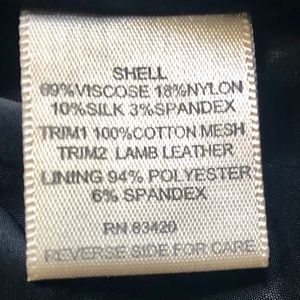 SHELL
69%VISCOSE 18%NYLON
10%SILK 3%SPANDEX
TRIM1 100%COTTON MESH
TRIM2 LAMB LEATHER
LINING 94% POLYESTER
6% SPANDEX
RN 83420
REVERSE SIDE FOR CARE